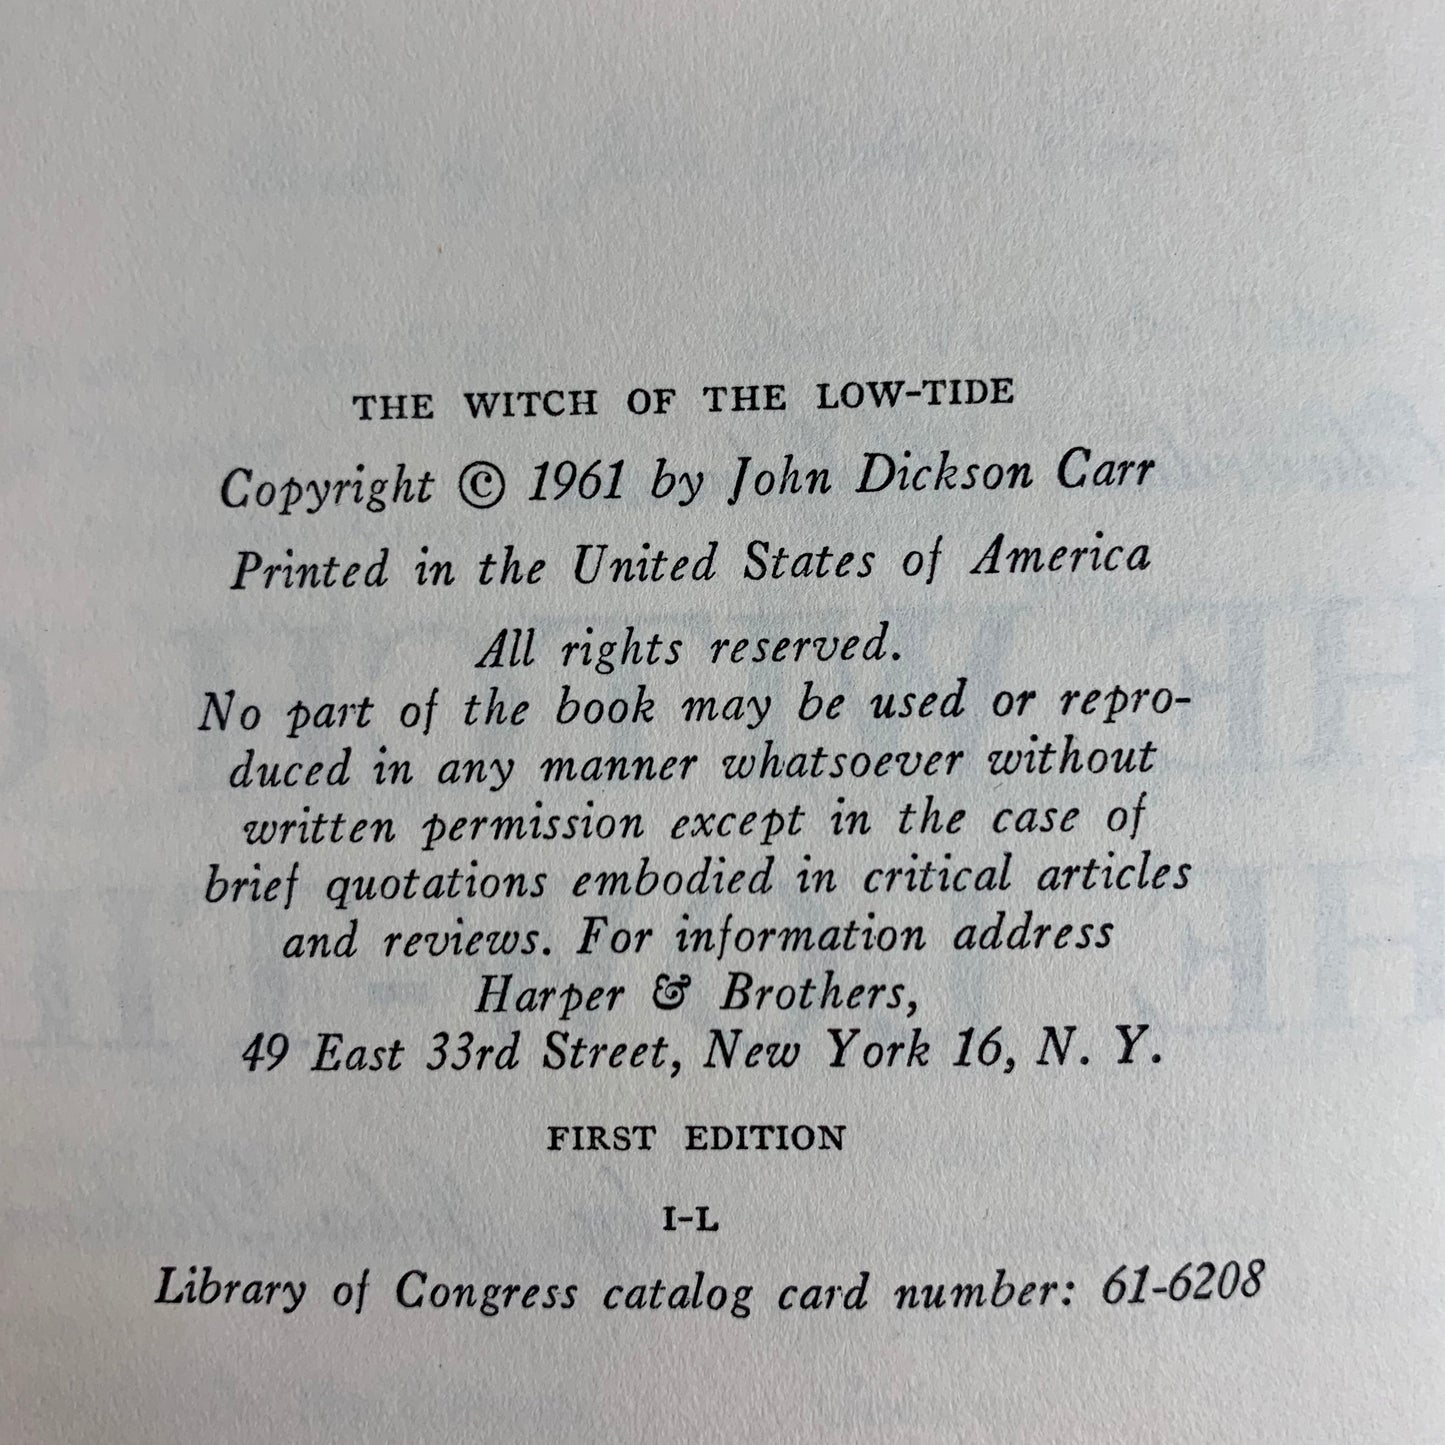 THE WITCH OF THE LOW-TIDE
Copyright © 1961 by John Dickson Carr
Printed in the United States of America
All rights reserved.
No part of the book may be used or repro-
duced in any manner whatsoever without
written permission except in the case of
brief quotations embodied in critical articles
and reviews. For information address
Harper & Brothers,
49 East 33rd Street, New York 16, N. Y.
FIRST EDITION
I-L
Library of Congress catalog card number: 61-6208